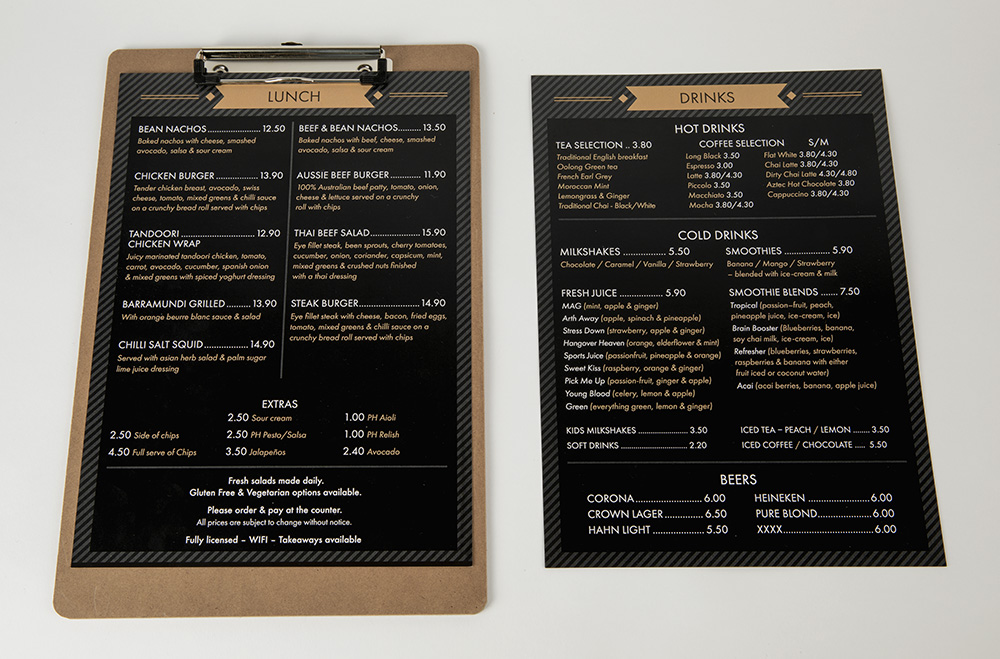 LUNCH
BEAN NACHOS...................... 12.50
Baked nachos with cheese, smashed
avocado, salsa & sour cream
CHICKEN BURGER ................. 13.90
Tender chicken breast, avocado, swiss
cheese, tomato, mixed greens & chilli sauce
on a crunchy bread roll served with chips
TANDOORI ............................ 12.90
CHICKEN WRAP
Juicy marinated tandoori chicken, tomato,
carrot, avocado, cucumber, spanish onion
& mixed greens with spiced yoghurt dressing
BARRAMUNDI GRILLED .......... 13.90
With orange beurre blanc sauce & salad
CHILLI SALT SQUID .................. 14.90
Served with asian herb salad & palm sugar
lime juice dressing
BEEF & BEAN NACHOS......... 13.50
Baked nachos with beef, cheese, smashed
avocado, salsa & sour cream
AUSSIE BEEF BURGER ............ 11.90
100% Australian beef patty, tomato, onion,
cheese & lettuce served on a crunchy
roll with chips
THAI BEEF SALAD.................... 15.90
Eye fillet steak, been sprouts, cherry tomatoes,
cucumber, onion, coriander, capsicum, mint,
mixed greens & crushed nuts finished
with a thai dressing
STEAK BURGER......................... 14.90
Eye fillet steak with cheese, bacon, fried eggs,
tomato, mixed greens & chilli sauce on a
crunchy bread roll served with chips
EXTRAS
2.50 Sour cream 1.00 PH Aioli
2.50 Side of chips 2.50 PH Pesto/Salsa 1.00 PH Relish
4.50 Full serve of Chips 3.50 Jalapeños 2.40 Avocado
Fresh salads made daily.
Gluten Free & Vegetarian options available.
Please order & pay at the counter.
All prices are subject to change without notice.
Fully licensed – WIFI – Takeaways available
DRINKS
HOT DRINKS
TEA SELECTION .. 3.80
Traditional English breakfast
Oolong Green tea
French Earl Grey
Moroccan Mint
Lemongrass & Ginger
Traditional Chai - Black/White
COFFEE SELECTION S/M
Long Black 3.50
Espresso 3.00
Latte 3.80/4.30
Piccolo 3.50
Macchiato 3.50
Mocha 3.80/4.30
Flat White 3.80/4.30
Chai Latte 3.80/4.30
Dirty Chai Latte 4.30/4.80
Aztec Hot Chocolate 3.80
Cappuccino 3.80/4.30
COLD DRINKS
MILKSHAKES ................. 5.50
Chocolate / Caramel / Vanilla / Strawberry
SMOOTHIES .................... 5.90
Banana / Mango / Strawberry
– blended with ice-cream & milk
FRESH JUICE .................. 5.90
MAG (mint, apple & ginger)
Arth Away (apple, spinach & pineapple)
Stress Down (strawberry, apple & ginger)
Hangover Heaven (orange, elderflower & mint)
Sports Juice (passionfruit, pineapple & orange)
Sweet Kiss (raspberry, orange & ginger)
Pick Me Up (passion-fruit, ginger & apple)
Young Blood (celery, lemon & apple)
Green (everything green, lemon & ginger)
SMOOTHIE BLENDS ....... 7.50
Tropical (passion–fruit, peach,
pineapple juice, ice-cream, ice)
Brain Booster (Blueberries, banana,
soy chai milk, ice-cream, ice)
Refresher (blueberries, strawberries,
raspberries & banana with either
fruit iced or coconut water)
Acai (acai berries, banana, apple juice)
KIDS MILKSHAKES ..................... 3.50
SOFT DRINKS ............................. 2.20
ICED TEA – PEACH / LEMON ........ 3.50
ICED COFFEE / CHOCOLATE ..... 5.50
BEERS
CORONA............................ 6.00
CROWN LAGER................ 6.50
HAHN LIGHT ..................... 5.50
HEINEKEN ......................... 6.00
PURE BLOND..................... 6.00
XXXX.................................. 6.00